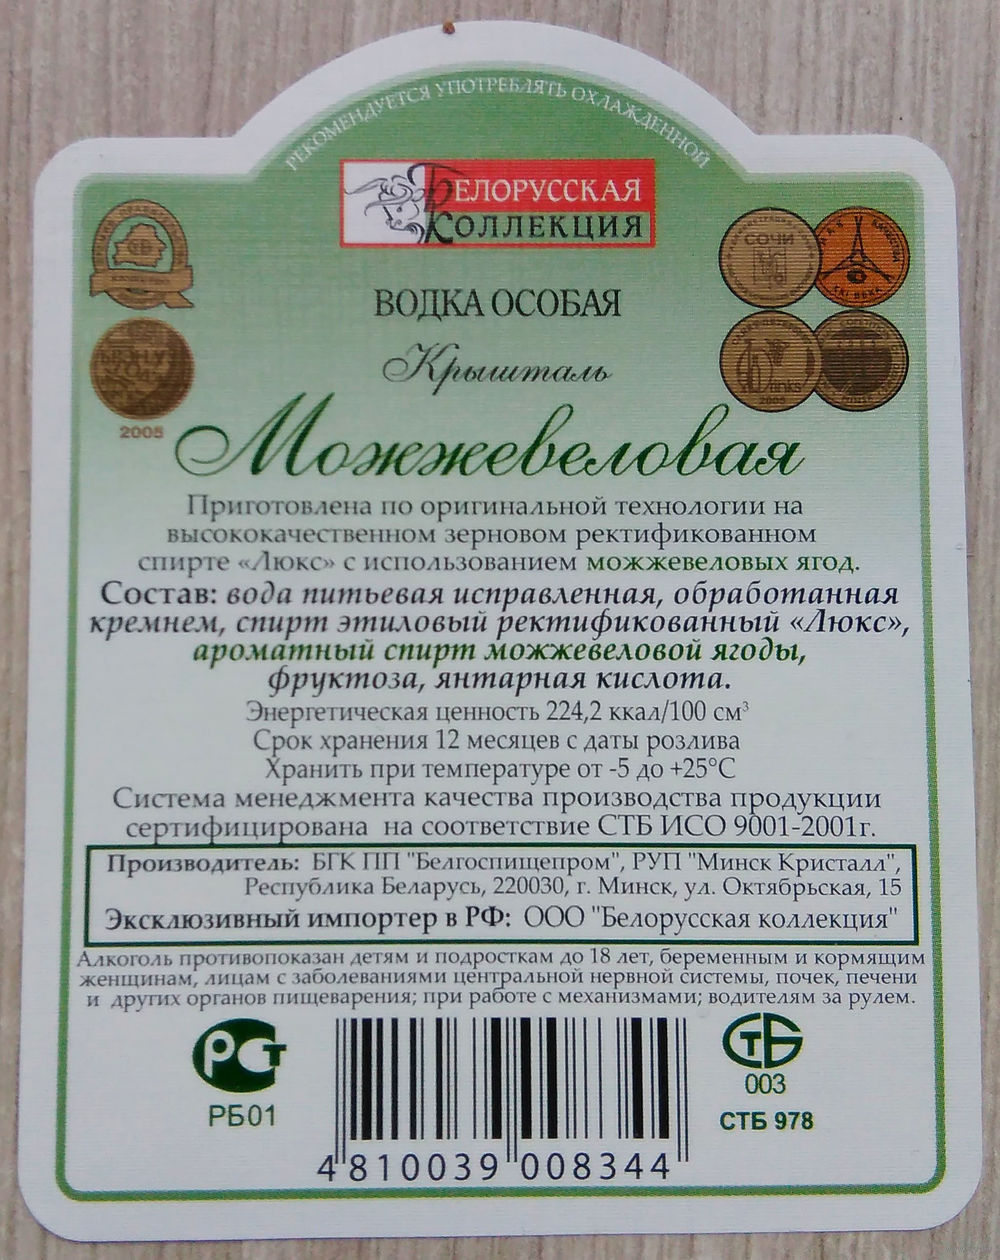 РЕКОМЕНДУЕТСЯ УПОТРЕБЛЯТЬ ОХЛАЖДЕННОЙ
БЕЛОРУССКАЯ
КОЛЛЕКЦИЯ
СОЧИ
ВОДКА ОСОБАЯ
Крышталь
2005
Можжевеловая
Приготовлена по оригинальной технологии на
высококачественном зерновом ректификованном
спирте «Люкс» с использованием можжевеловых ягод.
Состав: вода питьевая исправленная, обработанная
кремнем, спирт этиловый ректификованный «Люкс»,
ароматный спирт можжевеловой ягоды,
фруктоза, янтарная кислота.
Энергетическая ценность 224,2 ккал/100 см³
Срок хранения 12 месяцев с даты розлива
Хранить при температуре от -5 до +25°С
Система менеджмента качества производства продукции
сертифицирована на соответствие СТБ ИСО 9001-2001г.
Производитель: БГК ПП "Белгоспищепром", РУП "Минск Кристалл",
Республика Беларусь, 220030, г. Минск, ул. Октябрьская, 15
Эксклюзивный импортер в РФ: ООО "Белорусская коллекция"
Алкоголь противопоказан детям и подросткам до 18 лет, беременным и кормящим
женщинам, лицам с заболеваниями центральной нервной системы, почек, печени
и других органов пищеварения; при работе с механизмами; водителям за рулем.
РСТ
РБ01
СТБ
003
СТБ 978
4 810039 008344